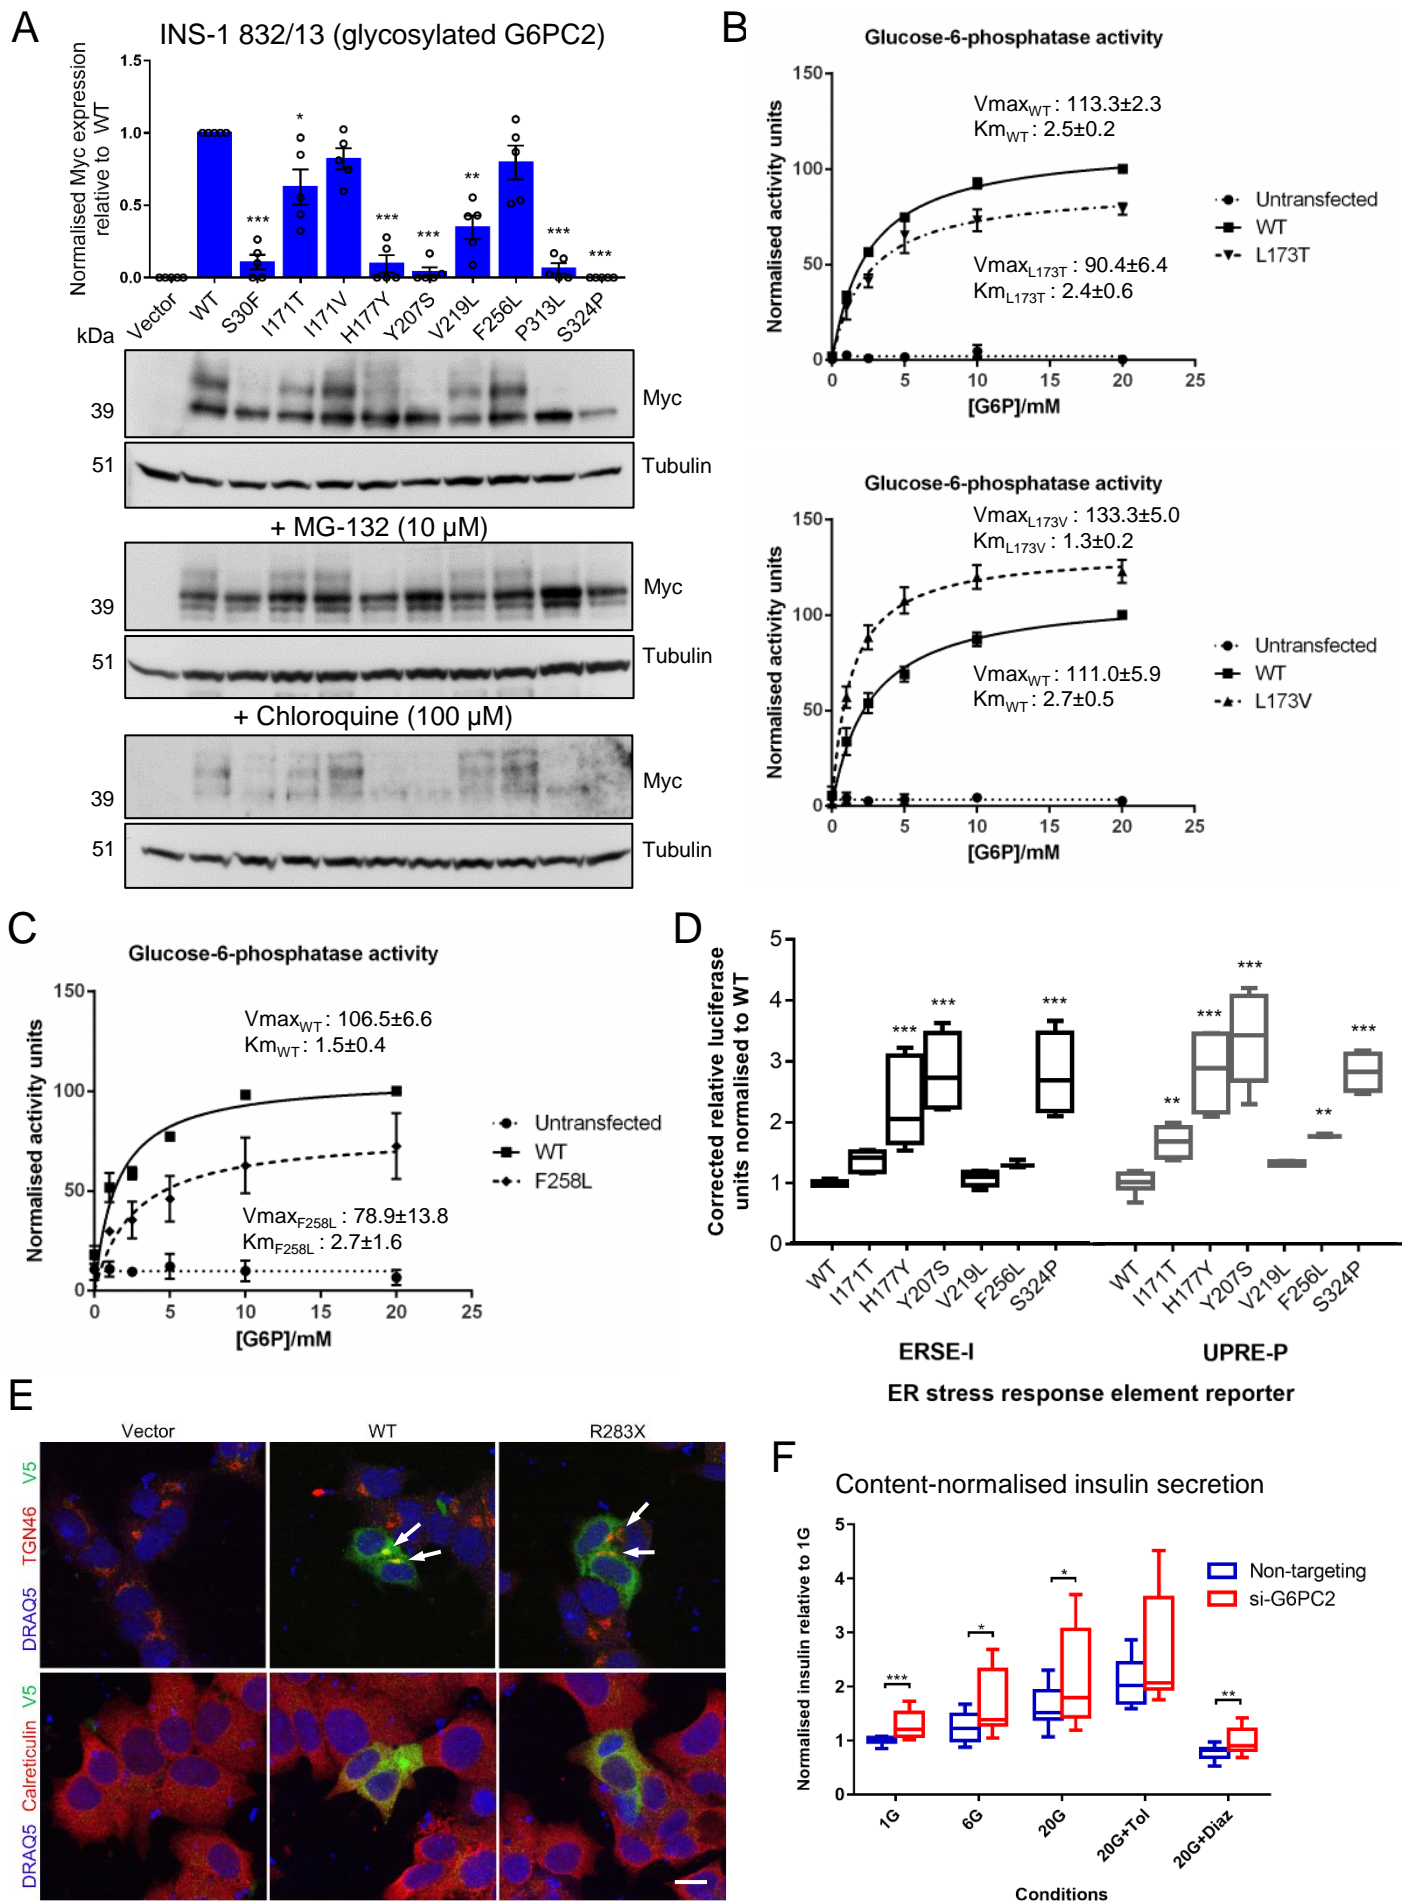 A
INS-1 832/13 (glycosylated G6PC2)
Normalised Myc expression
relative to WT
1.5
1.0
0.5
0.0
*
***
***
***
**
***
***
Vector
WT
S30F
I171T
I171V
H177Y
Y207S
V219L
F256L
P313L
S324P
kDa
39
Myc
51
Tubulin
+ MG-132 (10 µM)
39
Myc
51
Tubulin
+ Chloroquine (100 µM)
39
Myc
51
Tubulin
B
Glucose-6-phosphatase activity
Normalised activity units
150
100
50
0
VmaxWT : 113.3±2.3
KmWT : 2.5±0.2
VmaxL173T : 90.4±6.4
KmL173T : 2.4±0.6
Untransfected
WT
L173T
0 5 10 15 20 25
[G6P]/mM
Glucose-6-phosphatase activity
Normalised activity units
150
100
50
0
VmaxL173V : 133.3±5.0
KmL173V : 1.3±0.2
VmaxWT : 111.0±5.9
KmWT : 2.7±0.5
Untransfected
WT
L173V
0 5 10 15 20 25
[G6P]/mM
C
Glucose-6-phosphatase activity
Normalised activity units
150
100
50
0
VmaxWT : 106.5±6.6
KmWT : 1.5±0.4
VmaxF258L : 78.9±13.8
KmF258L : 2.7±1.6
Untransfected
WT
F258L
0 5 10 15 20 25
[G6P]/mM
D
Corrected relative luciferase
units normalised to WT
5
4
3
2
1
0
***
***
***
**
***
***
**
***
WT
I171T
H177Y
Y207S
V219L
F256L
S324P
WT
I171T
H177Y
Y207S
V219L
F256L
S324P
ERSE-I
UPRE-P
ER stress response element reporter
E
Vector
WT
R283X
DRAQ5 TGN46 V5
DRAQ5 Calreticulin V5
F
Content-normalised insulin secretion
Normalised insulin relative to 1G
5
4
3
2
1
0
***
*
*
**
Non-targeting
si-G6PC2
1G
6G
20G
20G+Tol
20G+Diaz
Conditions